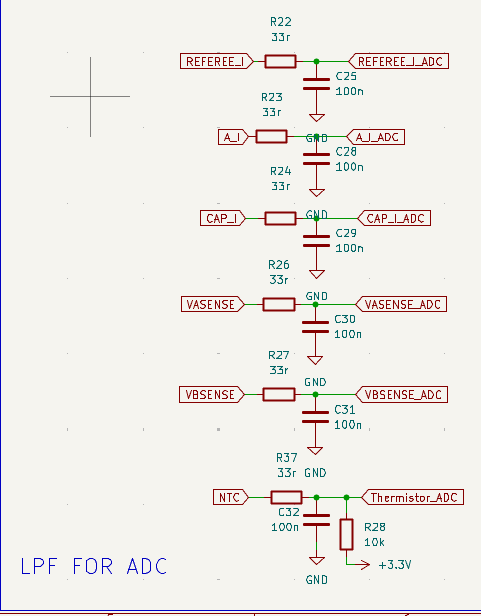 R22
33r
REFEREE_I
REFEREE_I_ADC
C25
100n
GND
R23
33r
A_I
A_I_ADC
C28
100n
GND
R24
33r
CAP_I
CAP_I_ADC
C29
100n
GND
R26
33r
VASENSE
VASENSE_ADC
C30
100n
GND
R27
33r
VBSENSE
VBSENSE_ADC
C31
100n
GND
R37
33r
NTC
Thermistor_ADC
C32
100n
R28
10k
+3.3V
GND
LPF FOR ADC